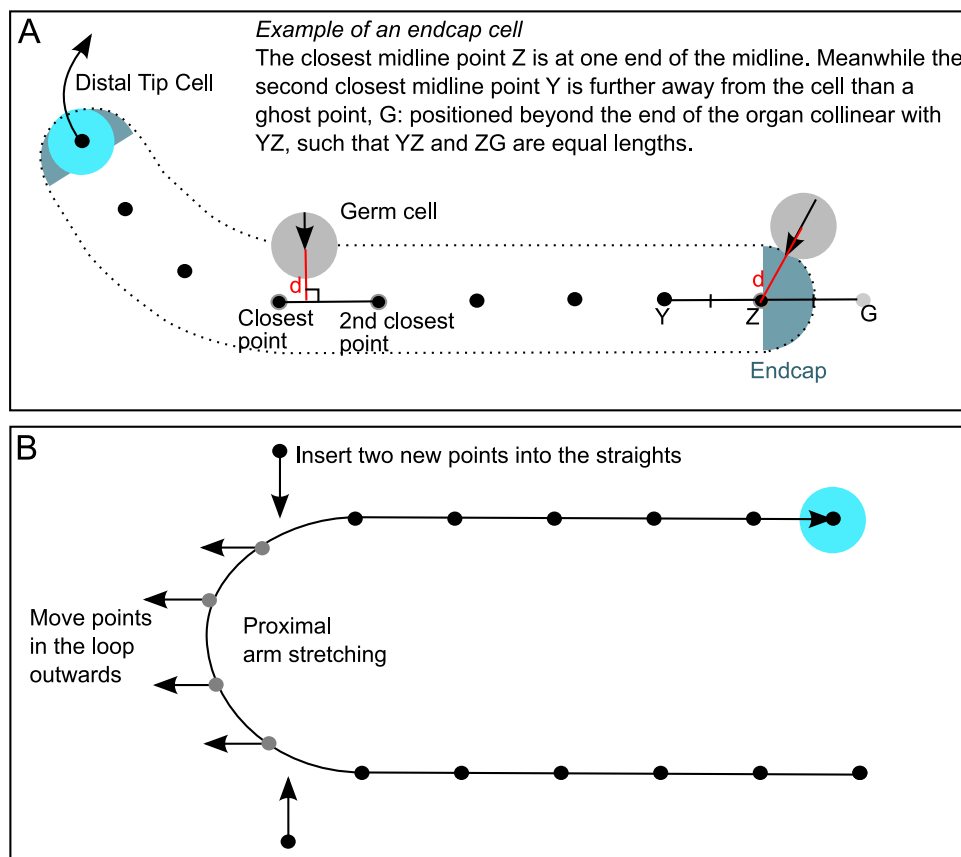 A
Example of an endcap cell
The closest midline point Z is at one end of the midline. Meanwhile the
second closest midline point Y is further away from the cell than a
ghost point, G: positioned beyond the end of the organ collinear with
YZ, such that YZ and ZG are equal lengths.
Distal Tip Cell
Germ cell
d
d
Closest
point
2nd closest
point
Y
Z
G
Endcap
B
Insert two new points into the straights
Move points
in the loop
outwards
Proximal
arm stretching